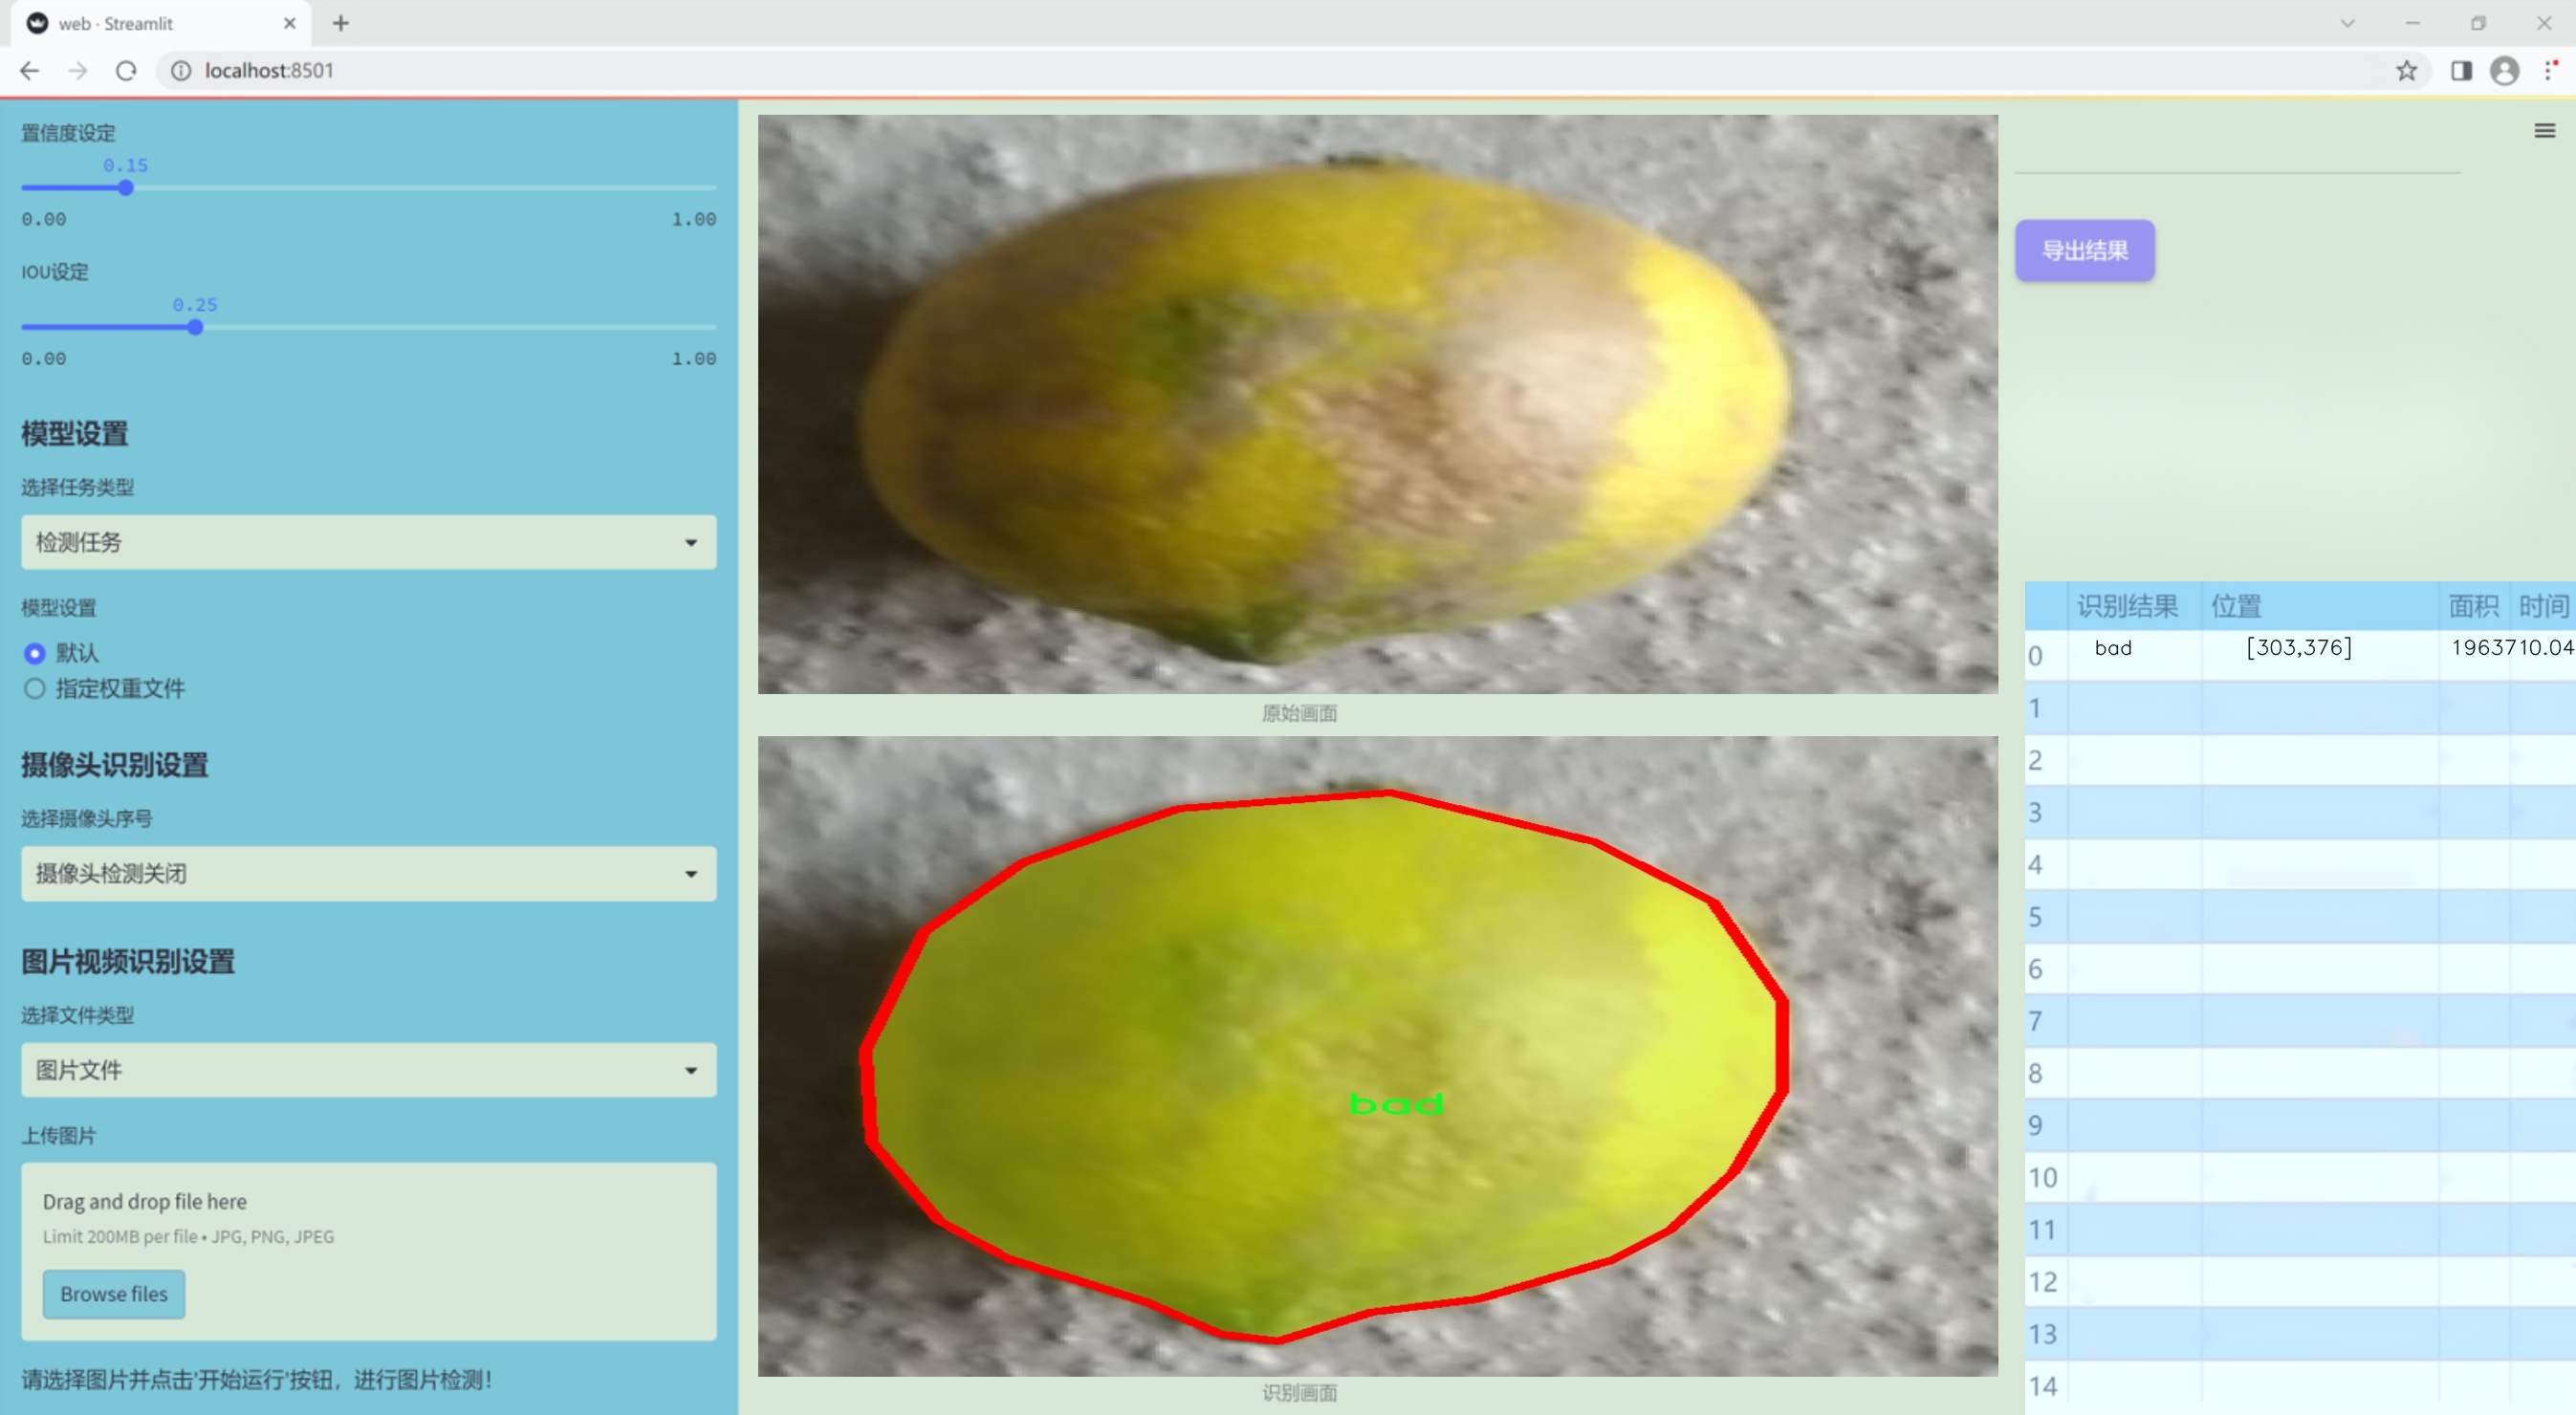 web · Streamlit
localhost:8501
置信度设定
0.15
0.00 1.00
IOU设定
0.25
0.00 1.00
模型设置
选择任务类型
检测任务
模型设置
默认
指定权重文件
摄像头识别设置
选择摄像头序号
摄像头检测关闭
图片视频识别设置
选择文件类型
图片文件
上传图片
Drag and drop file here
Limit 200MB per file • JPG, PNG, JPEG
Browse files
请选择图片并点击'开始运行'按钮，进行图片检测！
原始画面
bad
识别画面
导出结果
识别结果 位置 面积 时间
0 bad [303,376] 1963710.04
1
2
3
4
5
6
7
8
9
10
11
12
13
14